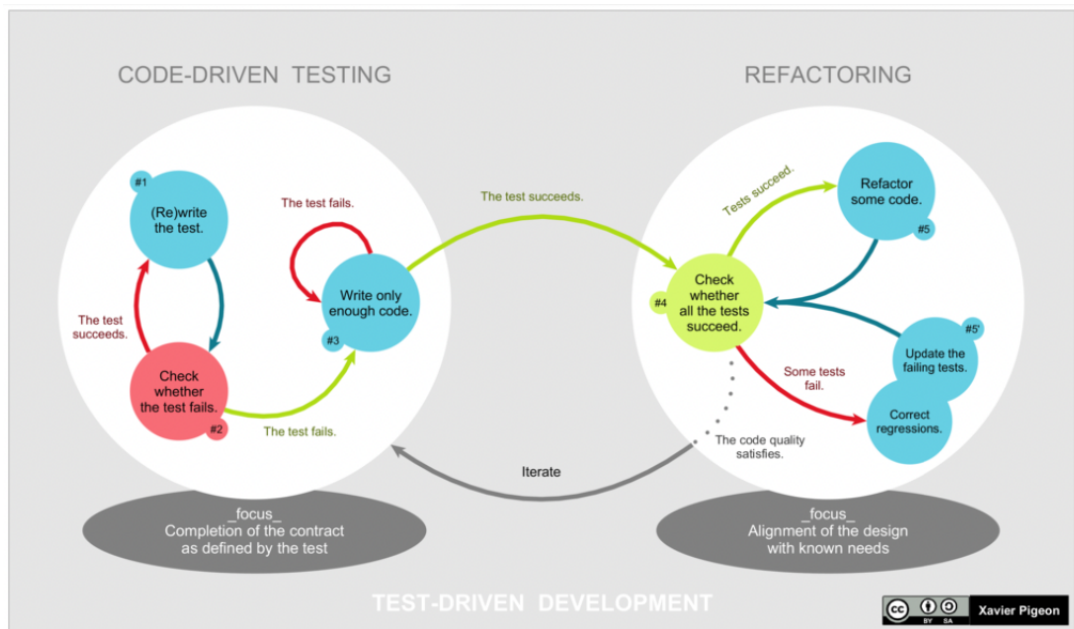 CODE-DRIVEN TESTING
REFACTORING
#1
(Re)write
the test.
The test
succeeds.
Check
whether
the test fails.
#2
The test fails.
The test fails.
Write only
enough code.
#3
The test succeeds.
#4
Check
whether
all the tests
succeed.
Tests succeed.
Refactor
some code.
#5
#5'
Update the
failing tests.
Some tests
fail.
Correct
regressions.
The code quality
satisfies.
Iterate
_focus_
Completion of the contract
as defined by the test
_focus_
Alignment of the design
with known needs
TEST-DRIVEN DEVELOPMENT
cc
BY SA
Xavier Pigeon